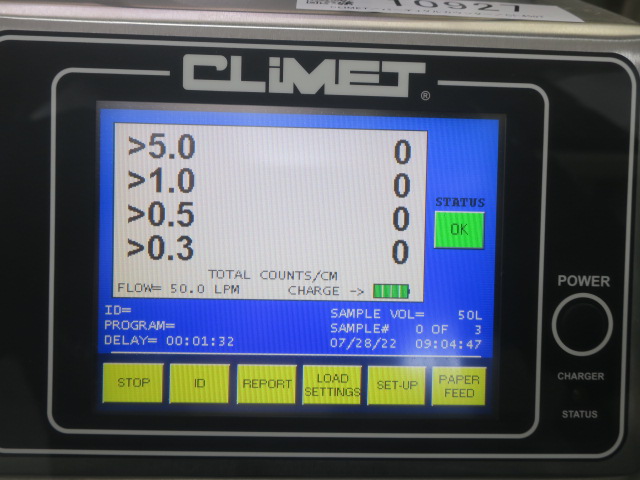 10927
CLiMET®
>5.0 0
>1.0 0
>0.5 0
>0.3 0
TOTAL COUNTS/CM
FLOW= 50.0 LPM CHARGE ->
STATUS
OK
ID=
PROGRAM=
DELAY= 00:01:32
SAMPLE VOL= 50L
SAMPLE# 0 OF 3
07/28/22 09:04:47
STOP
ID
REPORT
LOAD
SETTINGS
SET-UP
PAPER
FEED
POWER
CHARGER
STATUS